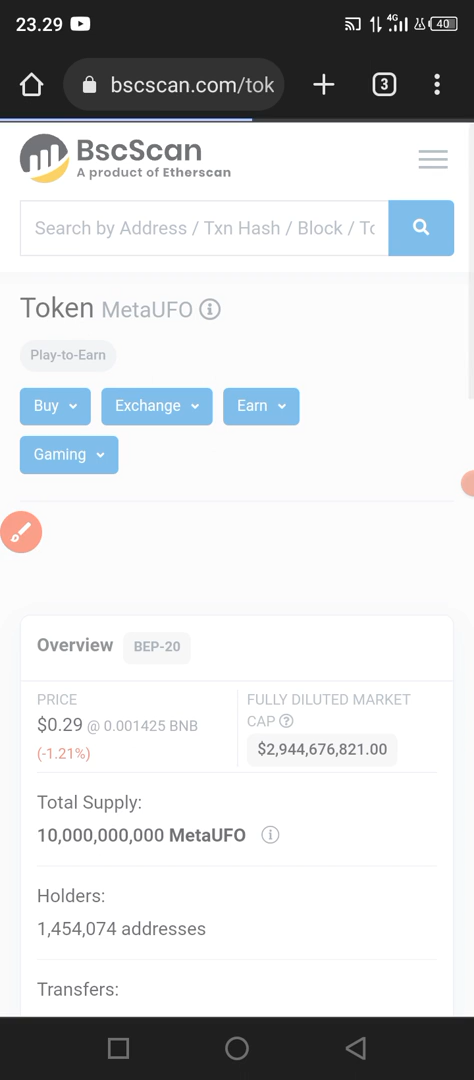 23.29
4G
40
bscscan.com/tok
3
BscScan
A product of Etherscan
Search by Address / Txn Hash / Block / To
Token MetaUFO
Play-to-Earn
Buy Exchange Earn
Gaming
Overview BEP-20
PRICE
$0.29 @ 0.001425 BNB
(-1.21%)
FULLY DILUTED MARKET
CAP
$2,944,676,821.00
Total Supply:
10,000,000,000 MetaUFO
Holders:
1,454,074 addresses
Transfers: